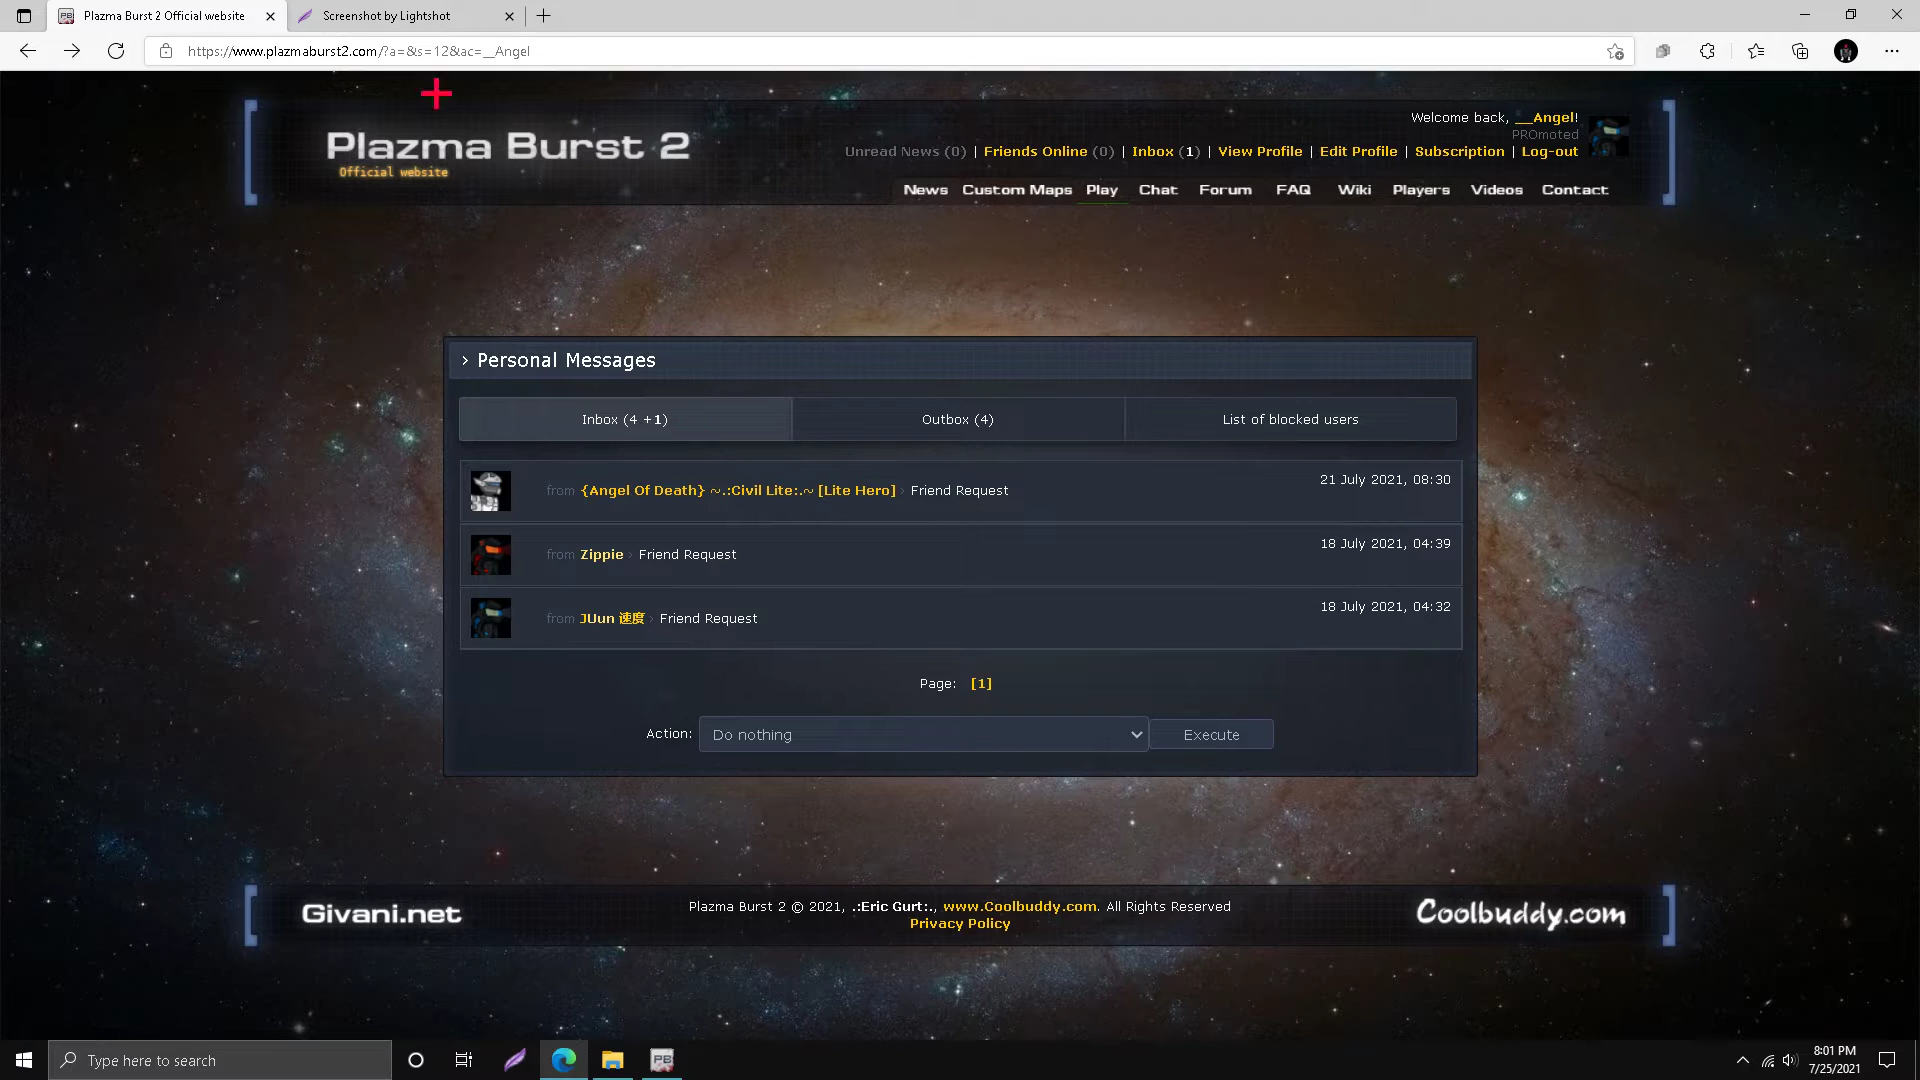 Plazma Burst 2 Official website
Screenshot by Lightshot
https://www.plazmaburst2.com/?a=&s=12&ac=__Angel
Welcome back, __Angel!
PROmoted
Plazma Burst 2
Official website
Unread News (0) | Friends Online (0) | Inbox (1) | View Profile | Edit Profile | Subscription | Log-out
News Custom Maps Play Chat Forum FAQ Wiki Players Videos Contact
› Personal Messages
Inbox (4 +1)
Outbox (4)
List of blocked users
from {Angel Of Death} ~.:Civil Lite:.~ [Lite Hero] › Friend Request
21 July 2021, 08:30
from Zippie › Friend Request
18 July 2021, 04:39
from JUun 速度 › Friend Request
18 July 2021, 04:32
Page: [1]
Action: Do nothing Execute
Givani.net
Plazma Burst 2 © 2021, .:Eric Gurt:., www.Coolbuddy.com. All Rights Reserved
Privacy Policy
Coolbuddy.com
Type here to search
PB
8:01 PM
7/25/2021